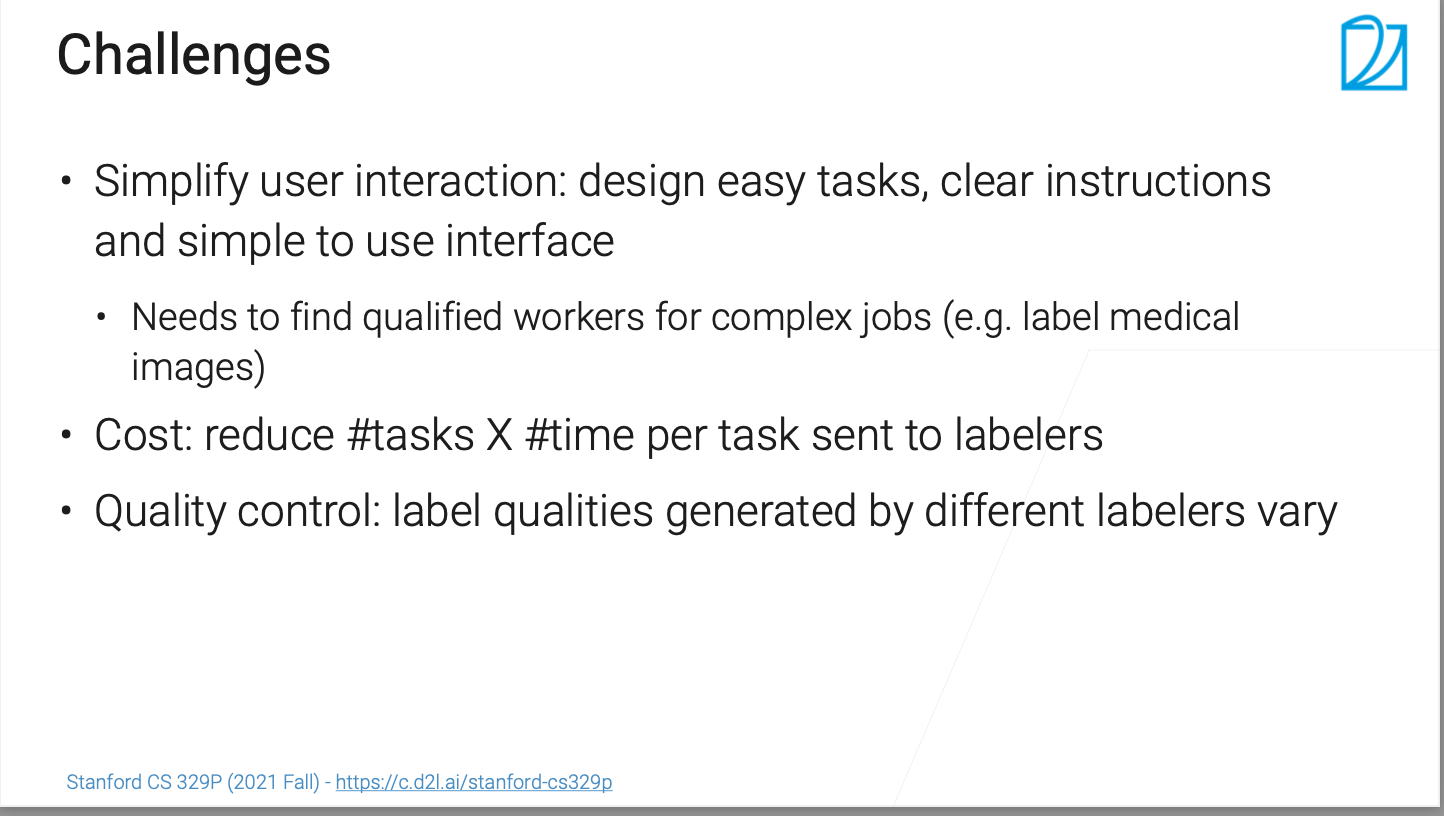 Challenges
• Simplify user interaction: design easy tasks, clear instructions
and simple to use interface
• Needs to find qualified workers for complex jobs (e.g. label medical
images)
• Cost: reduce #tasks X #time per task sent to labelers
• Quality control: label qualities generated by different labelers vary
Stanford CS 329P (2021 Fall) - https://c.d2l.ai/stanford-cs329p